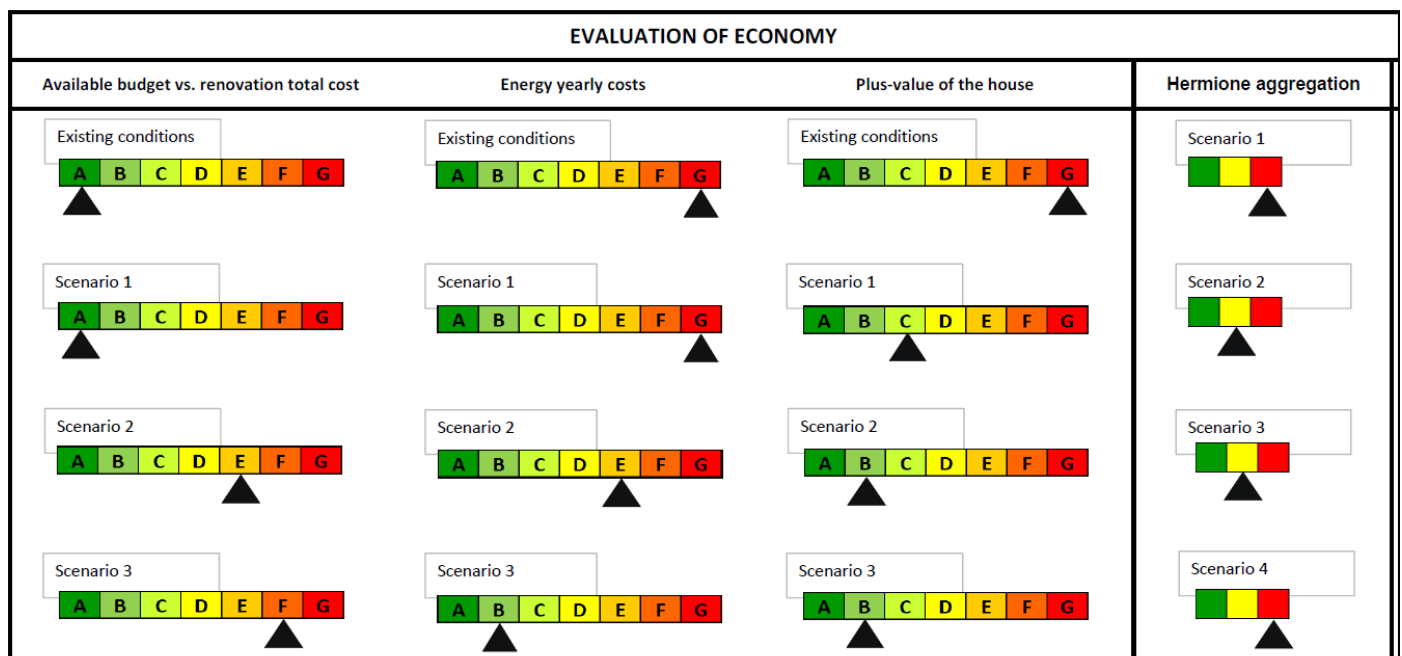 EVALUATION OF ECONOMY
Available budget vs. renovation total cost Energy yearly costs Plus-value of the house Hermione aggregation
Existing conditions Existing conditions Existing conditions Scenario 1
A B C D E F G A B C D E F G A B C D E F G
Scenario 1 Scenario 1 Scenario 1 Scenario 2
A B C D E F G A B C D E F G A B C D E F G
Scenario 2 Scenario 2 Scenario 2 Scenario 3
A B C D E F G A B C D E F G A B C D E F G
Scenario 3 Scenario 3 Scenario 3 Scenario 4
A B C D E F G A B C D E F G A B C D E F G